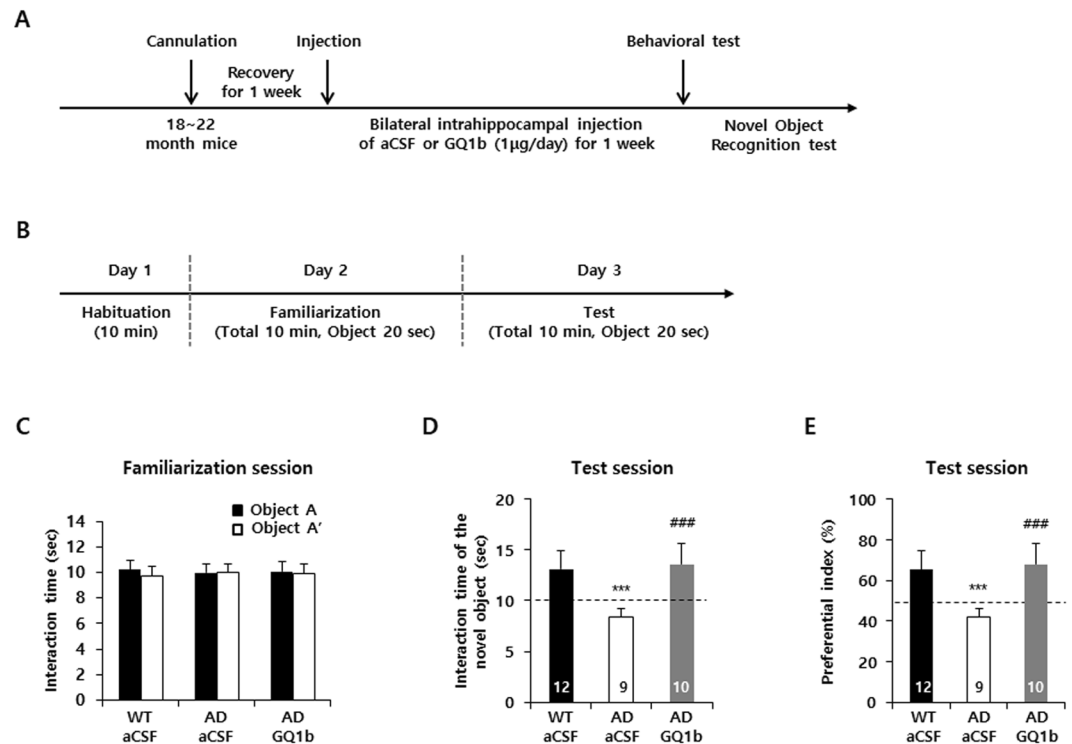 A
Cannulation
Injection
Behavioral test
Recovery
for 1 week
18~22
month mice
Bilateral intrahippocampal injection
of aCSF or GQ1b (1μg/day) for 1 week
Novel Object
Recognition test
B
Day 1
Day 2
Day 3
Habituation
(10 min)
Familiarization
(Total 10 min, Object 20 sec)
Test
(Total 10 min, Object 20 sec)
C
Familiarization session
Object A
Object A′
Interaction time (sec)
14
12
10
8
6
4
2
0
WT
aCSF
AD
aCSF
AD
GQ1b
D
Test session
Interaction time of the
novel object (sec)
20
15
10
5
0
***
###
12
9
10
WT
aCSF
AD
aCSF
AD
GQ1b
E
Test session
Preferential index (%)
100
80
60
40
20
0
***
###
12
9
10
WT
aCSF
AD
aCSF
AD
GQ1b